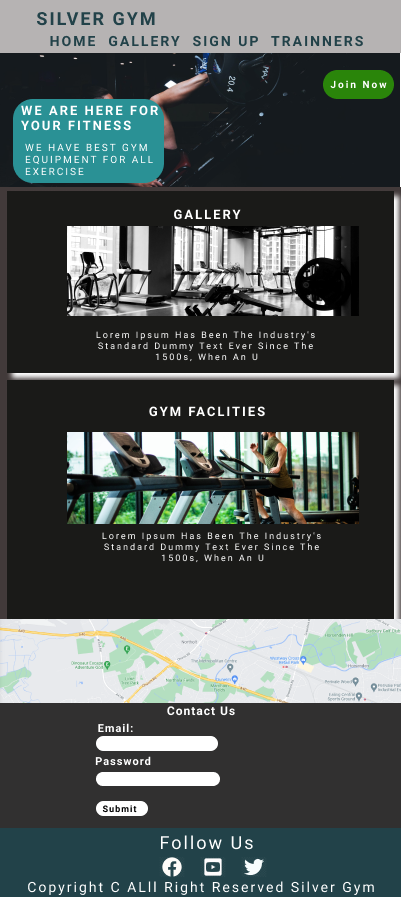 SILVER GYM
HOME GALLERY SIGN UP TRAINNERS
20.4
Join Now
WE ARE HERE FOR
YOUR FITNESS
WE HAVE BEST GYM
EQUIPMENT FOR ALL
EXERCISE
GALLERY
Lorem Ipsum Has Been The Industry's
Standard Dummy Text Ever Since The
1500s, When An U
GYM FACLITIES
Lorem Ipsum Has Been The Industry's
Standard Dummy Text Ever Since The
1500s, When An U
Contact Us
Email:
Password
Submit
Follow Us
Copyright C ALll Right Reserved Silver Gym